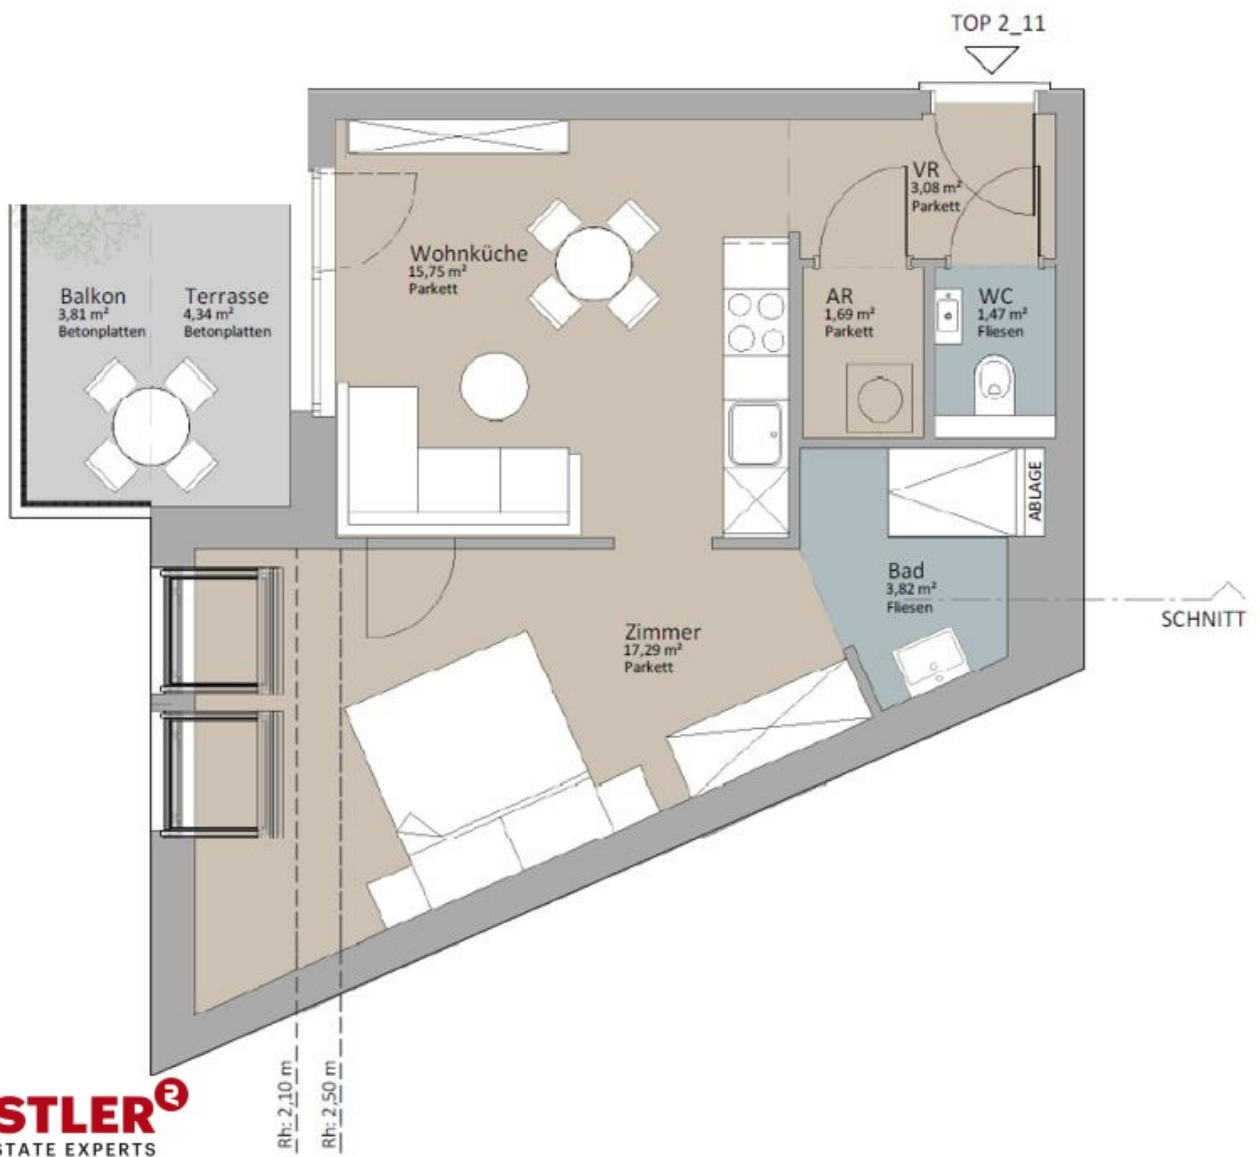 TOP 2_11
VR
3,08 m²
Parkett
Wohnküche
15,75 m²
Parkett
Balkon
3,81 m²
Betonplatten
Terrasse
4,34 m²
Betonplatten
AR
1,69 m²
Parkett
WC
1,47 m²
Fliesen
ABLAGE
Bad
3,82 m²
Fliesen
SCHNITT
Zimmer
17,29 m²
Parkett
Rh: 2,10 m
Rh: 2,50 m
STLER
STATE EXPERTS